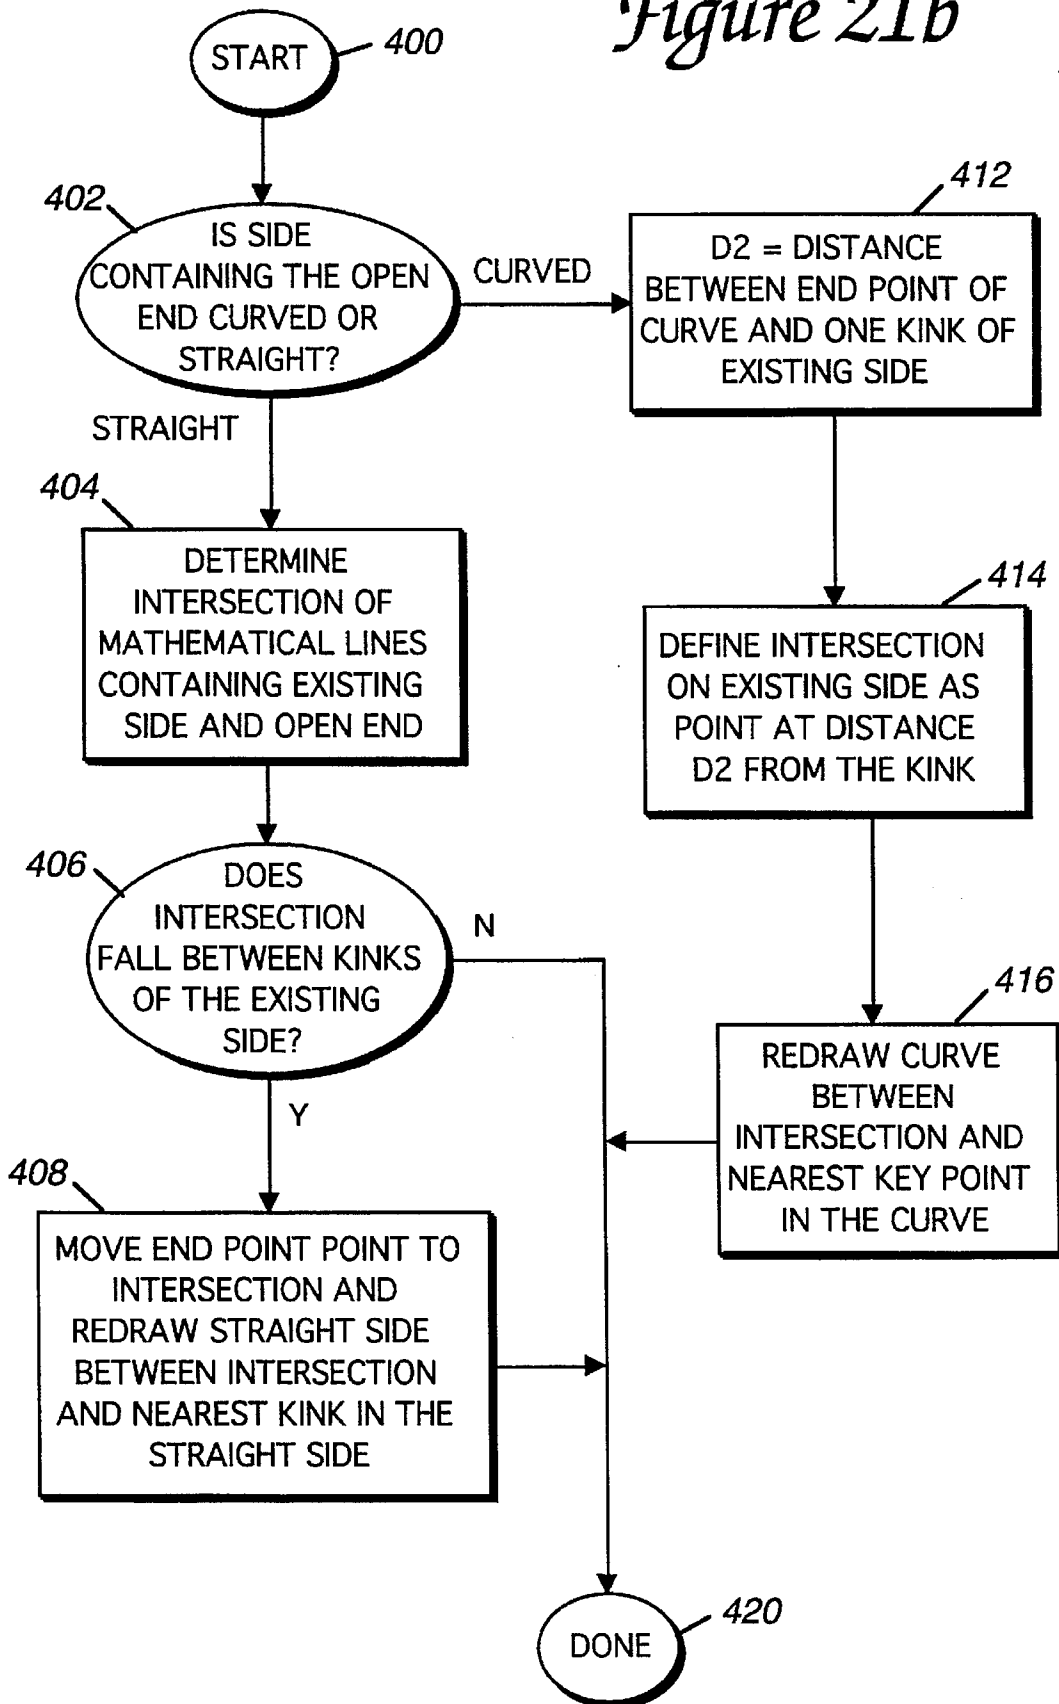 Figure 21b
START
400
402
IS SIDE
CONTAINING THE OPEN
END CURVED OR
STRAIGHT?
CURVED
STRAIGHT
412
D2 = DISTANCE
BETWEEN END POINT OF
CURVE AND ONE KINK OF
EXISTING SIDE
404
DETERMINE
INTERSECTION OF
MATHEMATICAL LINES
CONTAINING EXISTING
SIDE AND OPEN END
414
DEFINE INTERSECTION
ON EXISTING SIDE AS
POINT AT DISTANCE
D2 FROM THE KINK
406
DOES
INTERSECTION
FALL BETWEEN KINKS
OF THE EXISTING
SIDE?
N
Y
416
REDRAW CURVE
BETWEEN
INTERSECTION AND
NEAREST KEY POINT
IN THE CURVE
408
MOVE END POINT POINT TO
INTERSECTION AND
REDRAW STRAIGHT SIDE
BETWEEN INTERSECTION
AND NEAREST KINK IN THE
STRAIGHT SIDE
420
DONE